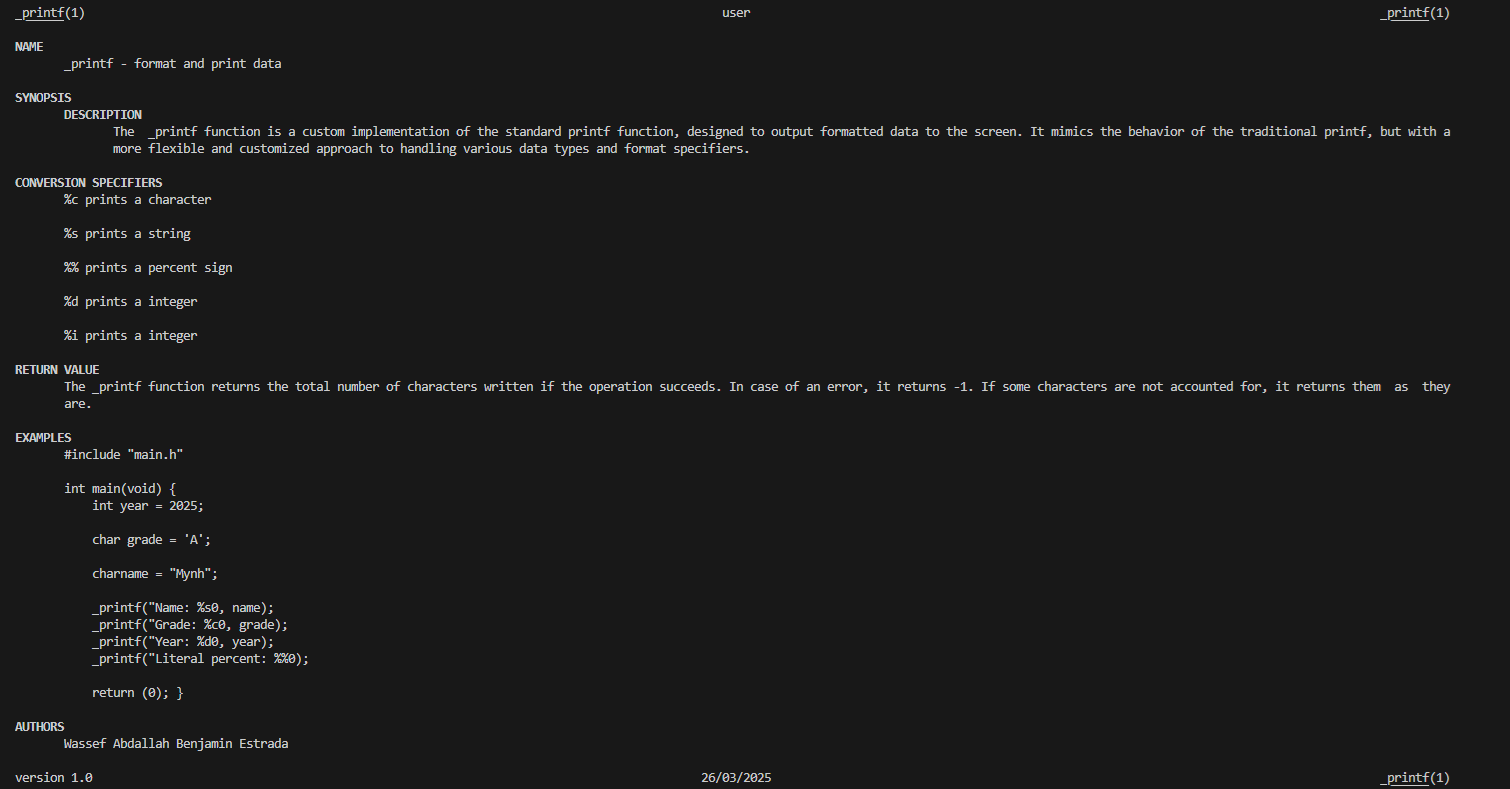 _printf(1) user _printf(1)
NAME
_printf - format and print data
SYNOPSIS
DESCRIPTION
The _printf function is a custom implementation of the standard printf function, designed to output formatted data to the screen. It mimics the behavior of the traditional printf, but with a
more flexible and customized approach to handling various data types and format specifiers.
CONVERSION SPECIFIERS
%c prints a character
%s prints a string
%% prints a percent sign
%d prints a integer
%i prints a integer
RETURN VALUE
The _printf function returns the total number of characters written if the operation succeeds. In case of an error, it returns -1. If some characters are not accounted for, it returns them as they
are.
EXAMPLES
#include "main.h"
int main(void) {
int year = 2025;
char grade = 'A';
charname = "Mynh";
_printf("Name: %s0, name);
_printf("Grade: %c0, grade);
_printf("Year: %d0, year);
_printf("Literal percent: %%0);
return (0); }
AUTHORS
Wassef Abdallah Benjamin Estrada
version 1.0 26/03/2025 _printf(1)